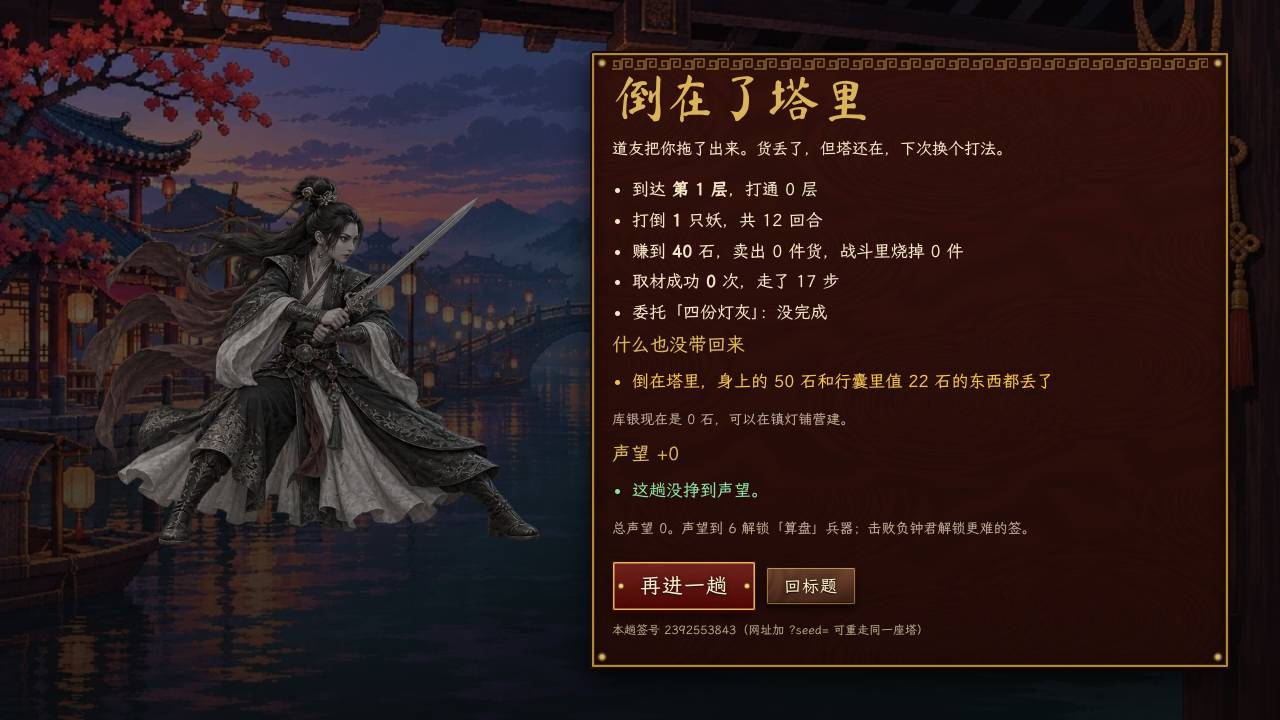 倒在了塔里
道友把你拖了出来。货丢了，但塔还在，下次换个打法。
• 到达 第 1 层，打通 0 层
• 打倒 1 只妖，共 12 回合
• 赚到 40 石，卖出 0 件货，战斗里烧掉 0 件
• 取材成功 0 次，走了 17 步
• 委托「四份灯灰」：没完成
什么也没带回来
• 倒在塔里，身上的 50 石和行囊里值 22 石的东西都丢了
库银现在是 0 石，可以在镇灯铺营建。
声望 +0
• 这趟没挣到声望。
总声望 0。声望到 6 解锁「算盘」兵器；击败负钟君解锁更难的签。
再进一趟
回标题
本趟签号 2392553843（网址加 ?seed= 可重走同一座塔）